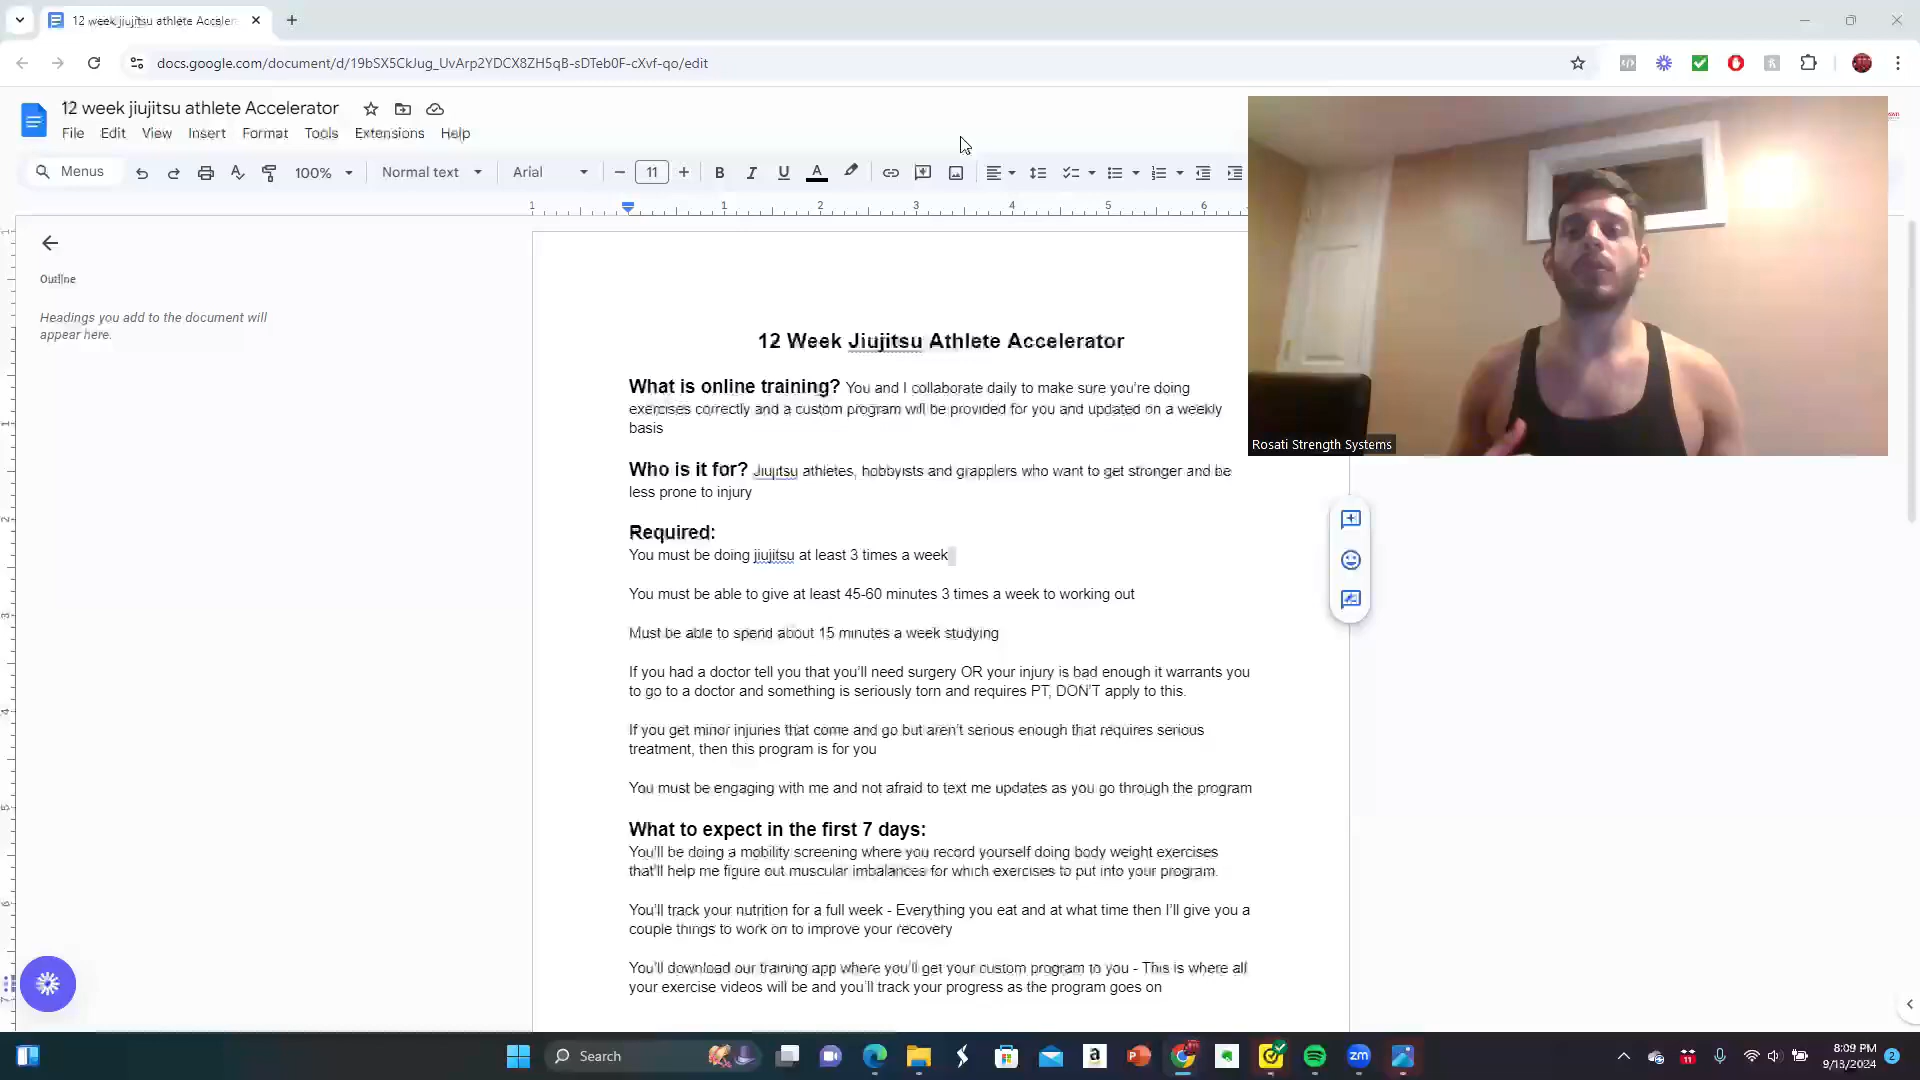 12 week jiujitsu athlete Acceler
docs.google.com/document/d/19bSX5CkJug_UvArp2YDCX8ZH5qB-sDTeb0F-cXvf-qo/edit
12 week jiujitsu athlete Accelerator
File Edit View Insert Format Tools Extensions Help
Menus 100% Normal text Arial 11
1 1 2 3 4 5 6
Outline
Headings you add to the document will
appear here.
12 Week Jiujitsu Athlete Accelerator
What is online training? You and I collaborate daily to make sure you're doing
exercises correctly and a custom program will be provided for you and updated on a weekly
basis
Who is it for? Jiujitsu athletes, hobbyists and grapplers who want to get stronger and be
less prone to injury
Required:
You must be doing jiujitsu at least 3 times a week
You must be able to give at least 45-60 minutes 3 times a week to working out
Must be able to spend about 15 minutes a week studying
If you had a doctor tell you that you'll need surgery OR your injury is bad enough it warrants you
to go to a doctor and something is seriously torn and requires PT, DON'T apply to this.
If you get minor injuries that come and go but aren't serious enough that requires serious
treatment, then this program is for you
You must be engaging with me and not afraid to text me updates as you go through the program
What to expect in the first 7 days:
You'll be doing a mobility screening where you record yourself doing body weight exercises
that'll help me figure out muscular imbalances for which exercises to put into your program.
You'll track your nutrition for a full week - Everything you eat and at what time then I'll give you a
couple things to work on to improve your recovery
You'll download our training app where you'll get your custom program to you - This is where all
your exercise videos will be and you'll track your progress as the program goes on
Rosati Strength Systems
Search
8:09 PM